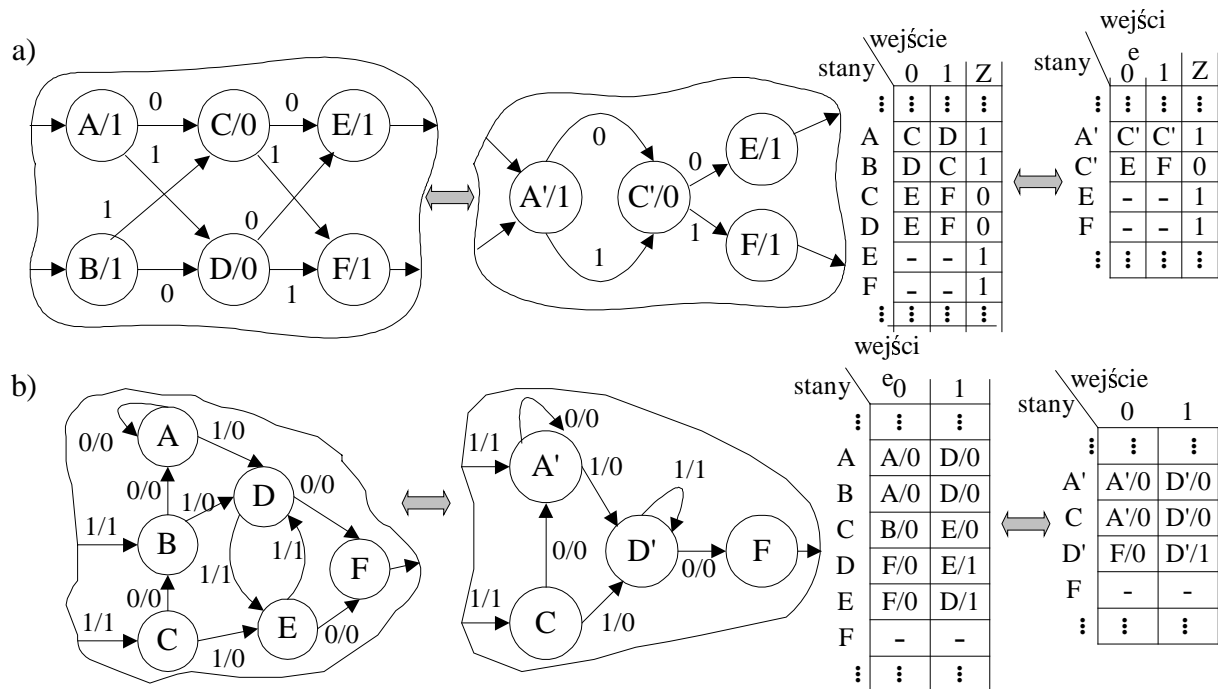 a)
0 0
A/1 C/0 E/1
1 1
1 0
B/1 D/0 F/1
0 1
0
A'/1 C'/0
1
0
E/1
1
F/1
wejście
stany 0 1 Z
⋮ ⋮ ⋮ ⋮
A C D 1
B D C 1
C E F 0
D E F 0
E - - 1
F - - 1
⋮ ⋮ ⋮ ⋮
wejści
e
stany 0 1 Z
⋮ ⋮ ⋮ ⋮
A' C' C' 1
C' E F 0
E - - 1
F - - 1
⋮ ⋮ ⋮ ⋮
b)
0/0 A 1/0
0/0 1/0 D 0/0
1/1 B 1/1 1/1 F
0/0
1/1 C 1/0 E 0/0
0/0
1/1 A' 1/0 1/1
0/0 D' 0/0 F
1/1 C 1/0
wejści
e
stany 0 1
⋮ ⋮ ⋮
A A/0 D/0
B A/0 D/0
C B/0 E/0
D F/0 E/1
E F/0 D/1
F - -
⋮ ⋮ ⋮
wejście
stany 0 1
⋮ ⋮ ⋮
A' A'/0 D'/0
C A'/0 D'/0
D' F/0 D'/1
F - -
⋮ ⋮ ⋮